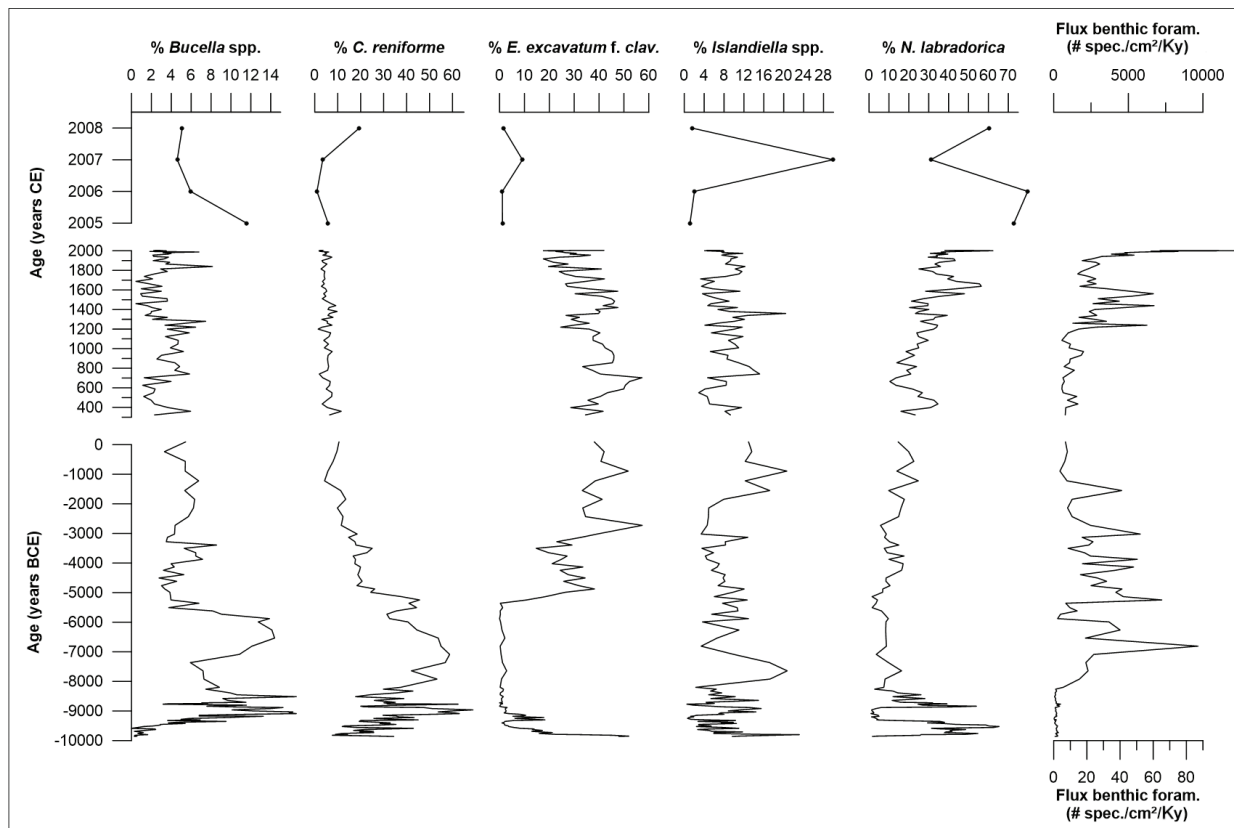 Flux benthic foram.
(# spec./cm²/Ky)
% Bucella spp.
% C. reniforme
% E. excavatum f. clav.
% Islandiella spp.
% N. labradorica
0 2 4 6 8 10 12 14
0 10 20 30 40 50 60
0 10 20 30 40 50 60
0 4 8 12 16 20 24 28
0 10 20 30 40 50 60 70
0 5000 10000
Age (years CE)
2008
2007
2006
2005
2000
1800
1600
1400
1200
1000
800
600
400
Age (years BCE)
0
-1000
-2000
-3000
-4000
-5000
-6000
-7000
-8000
-9000
-10000
0 20 40 60 80
Flux benthic foram.
(# spec./cm²/Ky)